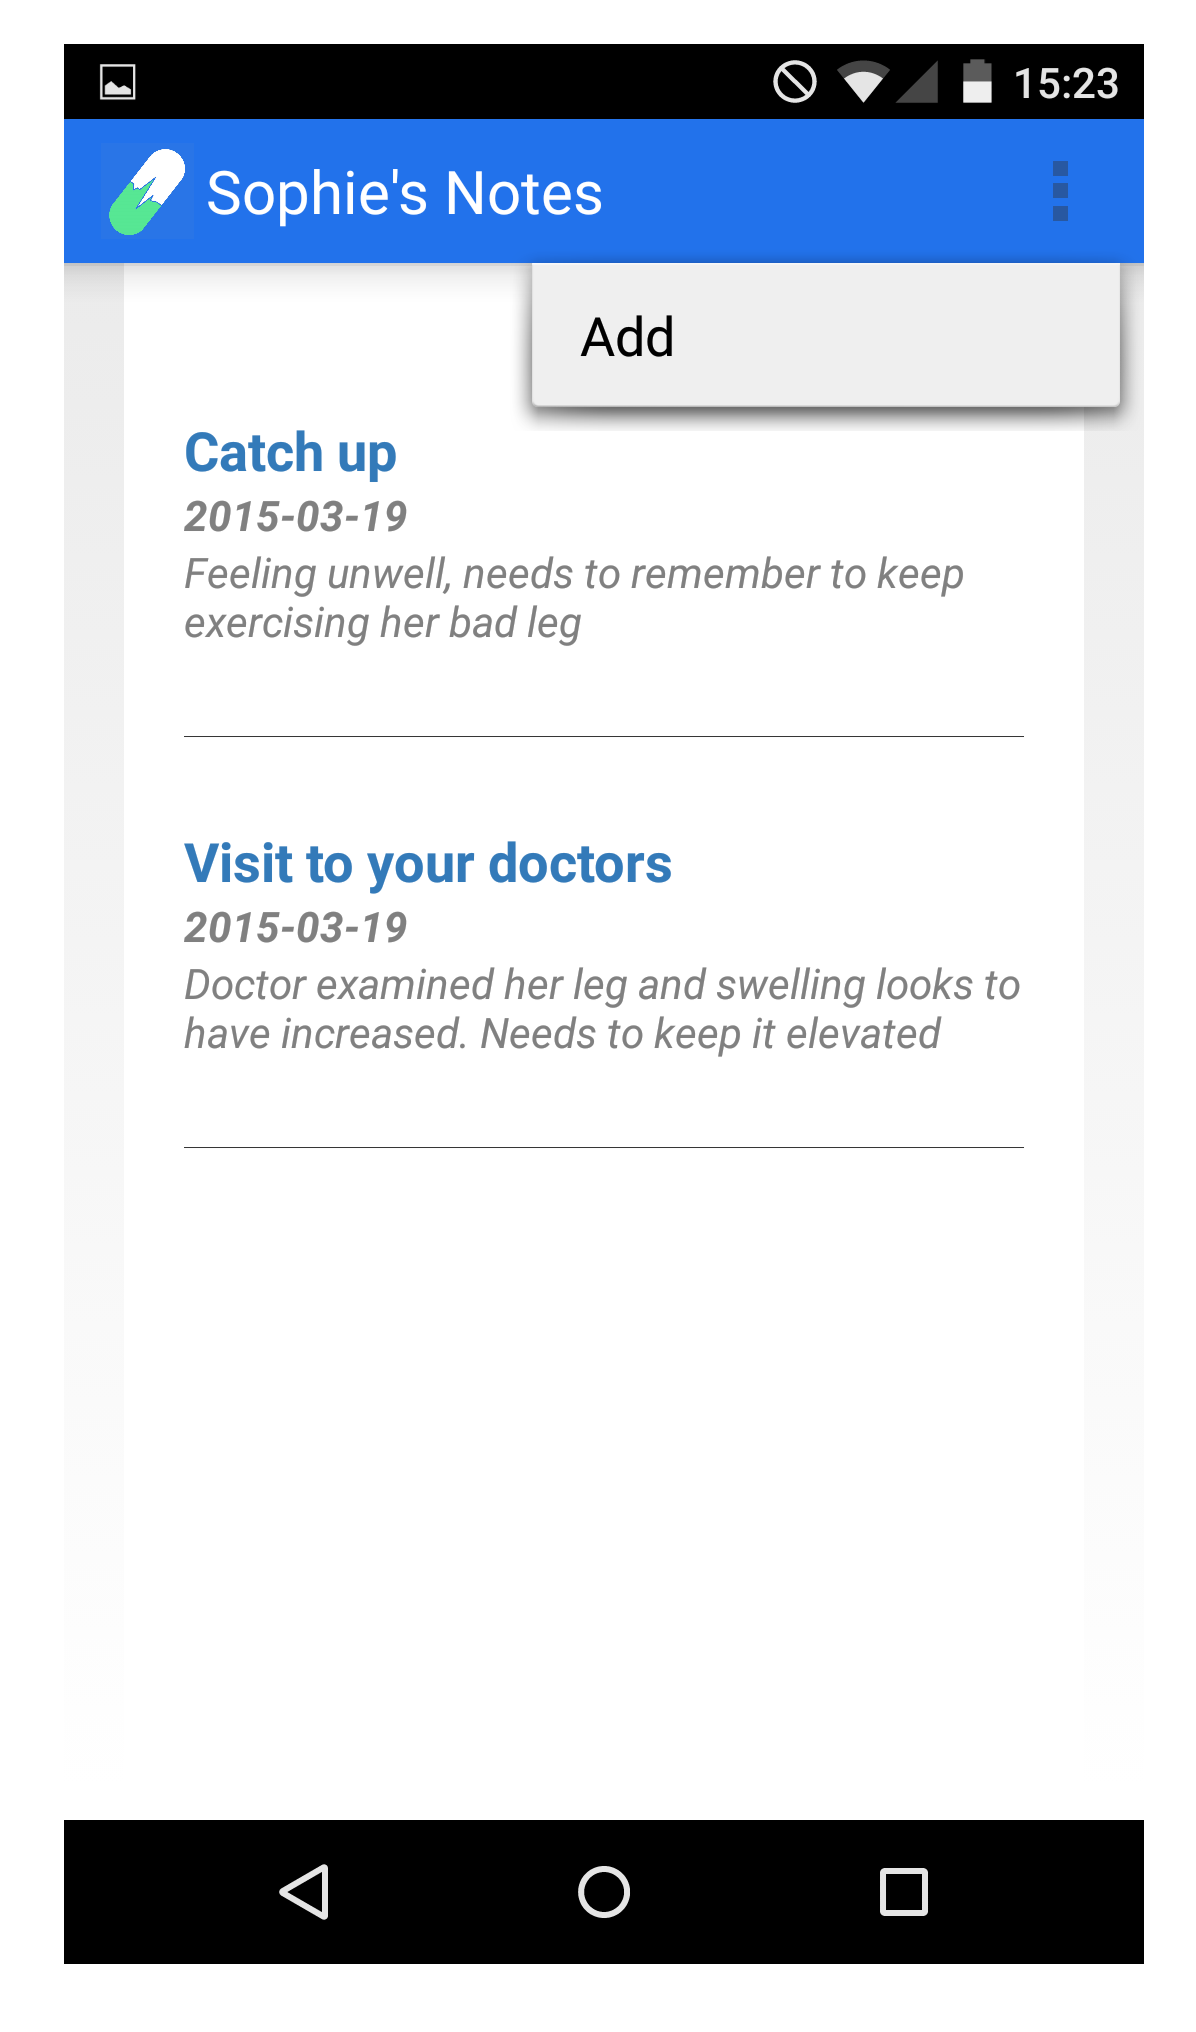 15:23
Sophie's Notes
Add
Catch up
2015-03-19
Feeling unwell, needs to remember to keep
exercising her bad leg
Visit to your doctors
2015-03-19
Doctor examined her leg and swelling looks to
have increased. Needs to keep it elevated